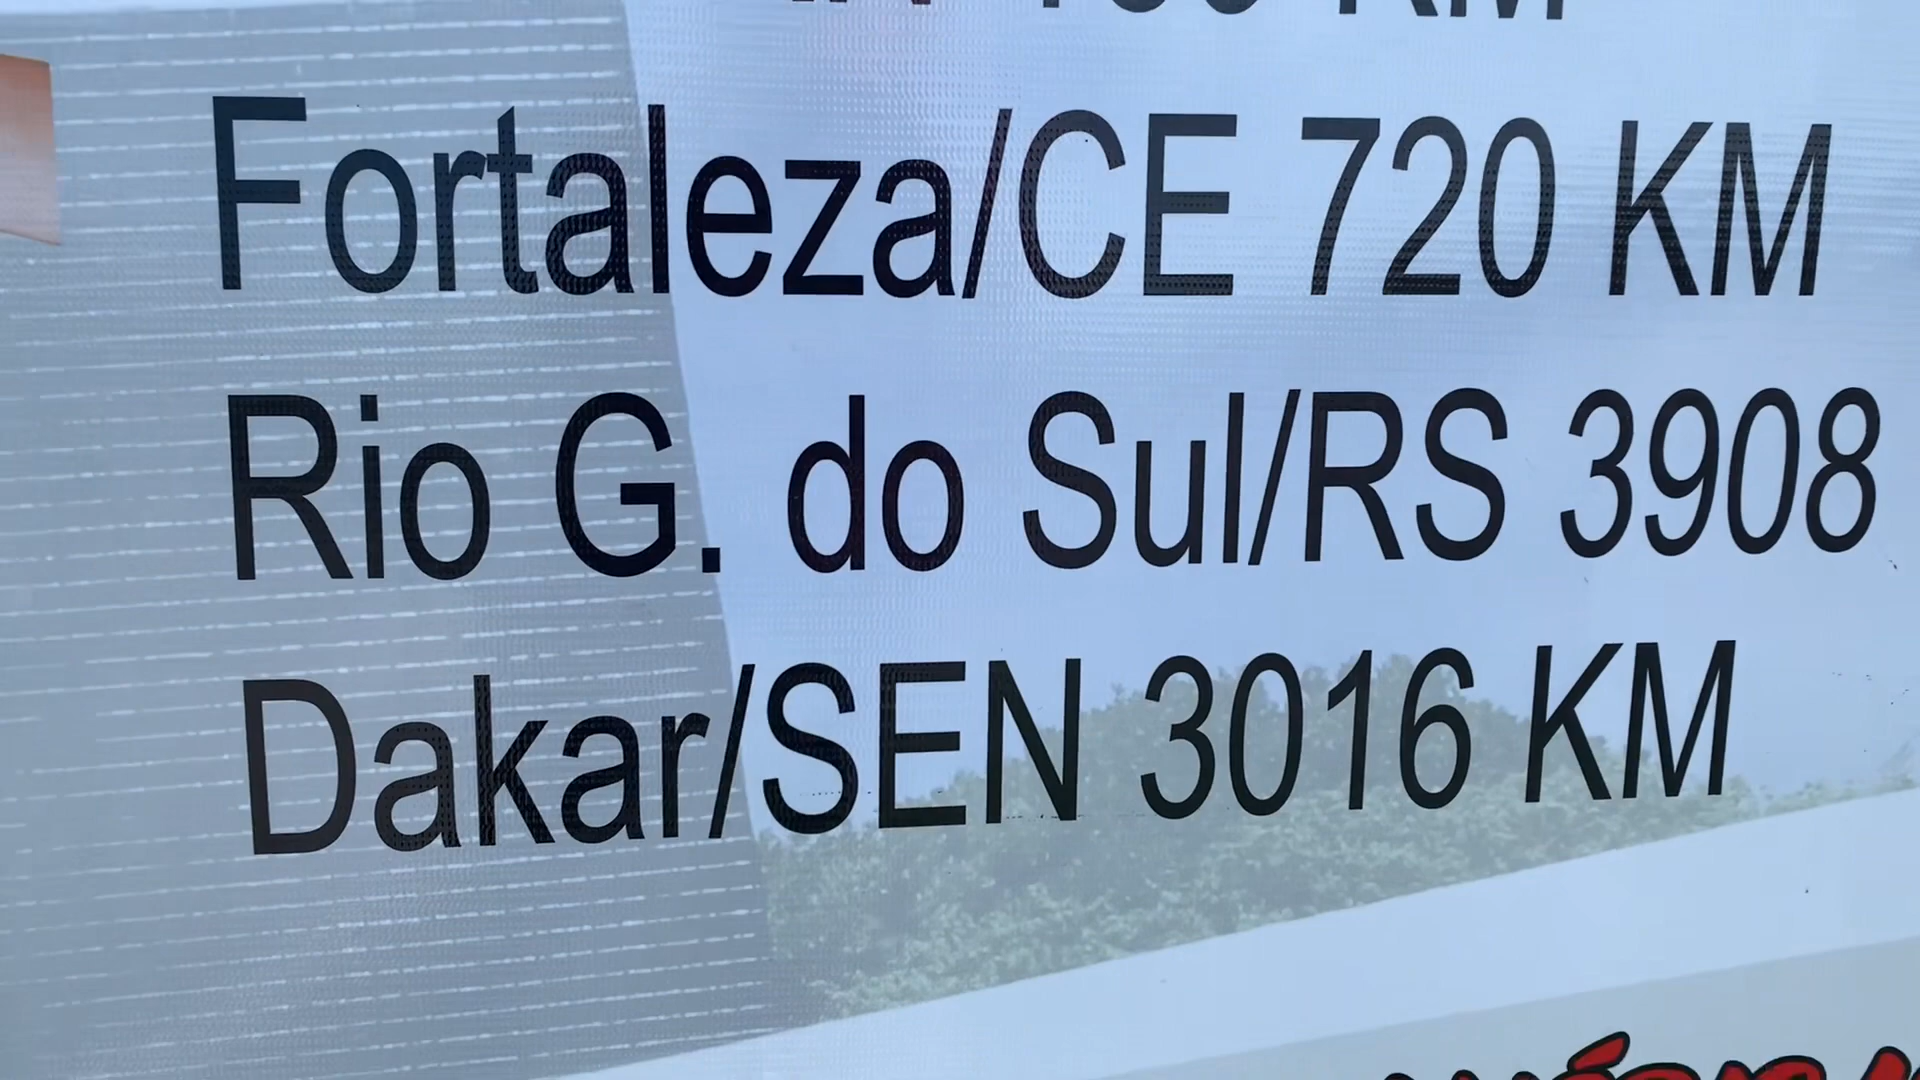 Fortaleza/CE 720 KM
Rio G. do Sul/RS 3908
Dakar/SEN 3016 KM